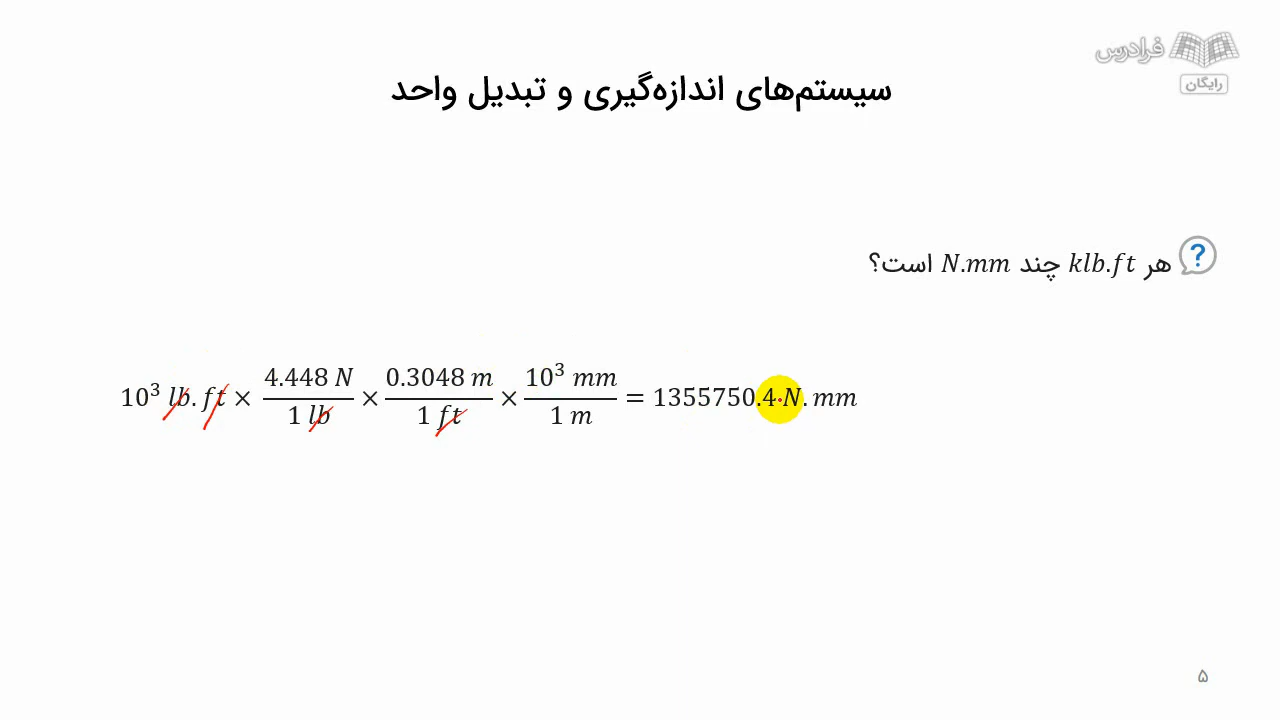 فرادرس
رایگان
سیستم‌های اندازه‌گیری و تبدیل واحد
? هر klb.ft چند N.mm است؟
10³ lb. ft × 4.448 N / 1 lb × 0.3048 m / 1 ft × 10³ mm / 1 m = 1355750.4 N. mm
۵